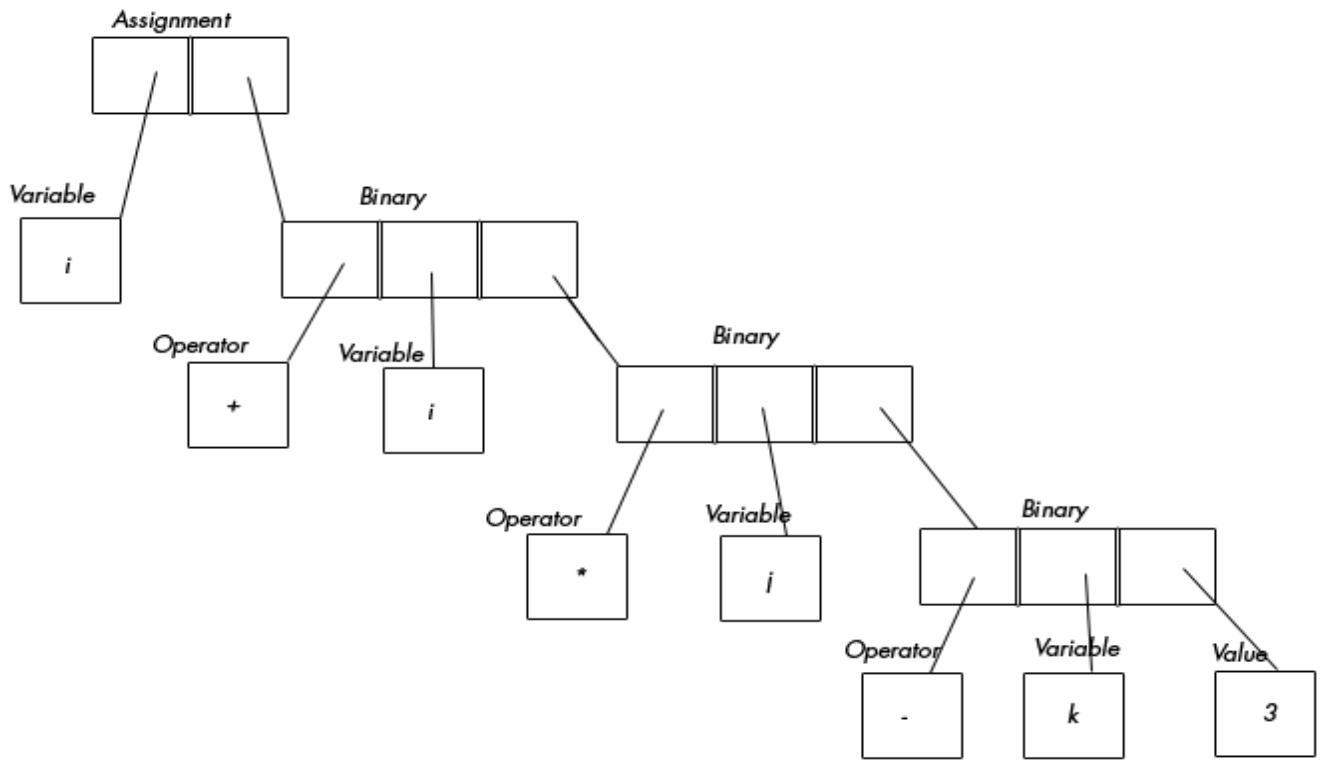 Assignment
Variable
i
Binary
Operator
+
Variable
i
Binary
Operator
*
Variable
j
Binary
Operator
-
Variable
k
Value
3